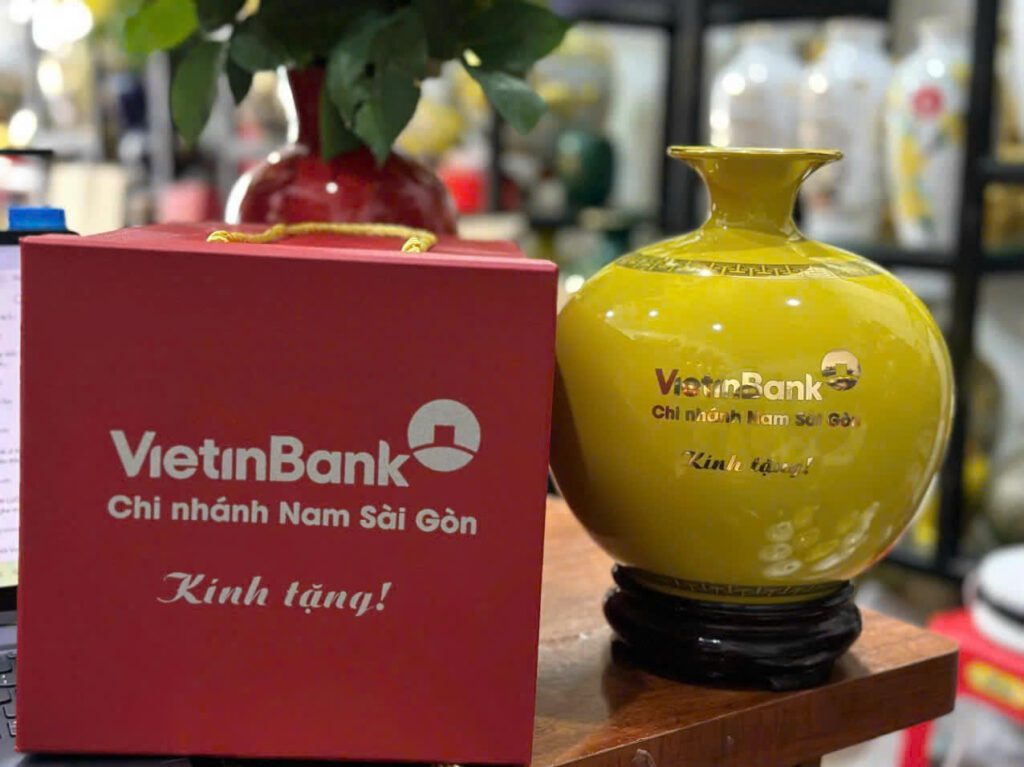 VietinBank
Chi nhánh Nam Sài Gòn
Kính tặng!
VietinBank
Chi nhánh Nam Sài Gòn
Kính tặng!